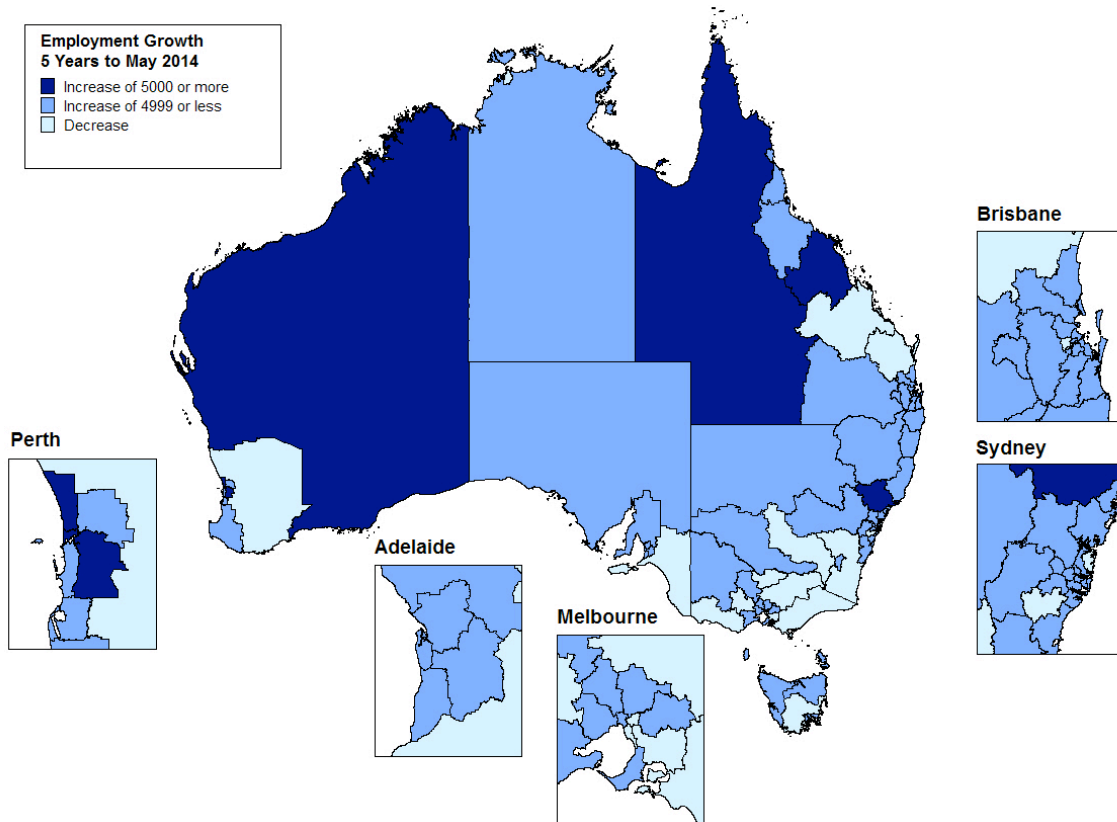 Employment Growth
5 Years to May 2014
Increase of 5000 or more
Increase of 4999 or less
Decrease
Brisbane
Perth
Sydney
Adelaide
Melbourne